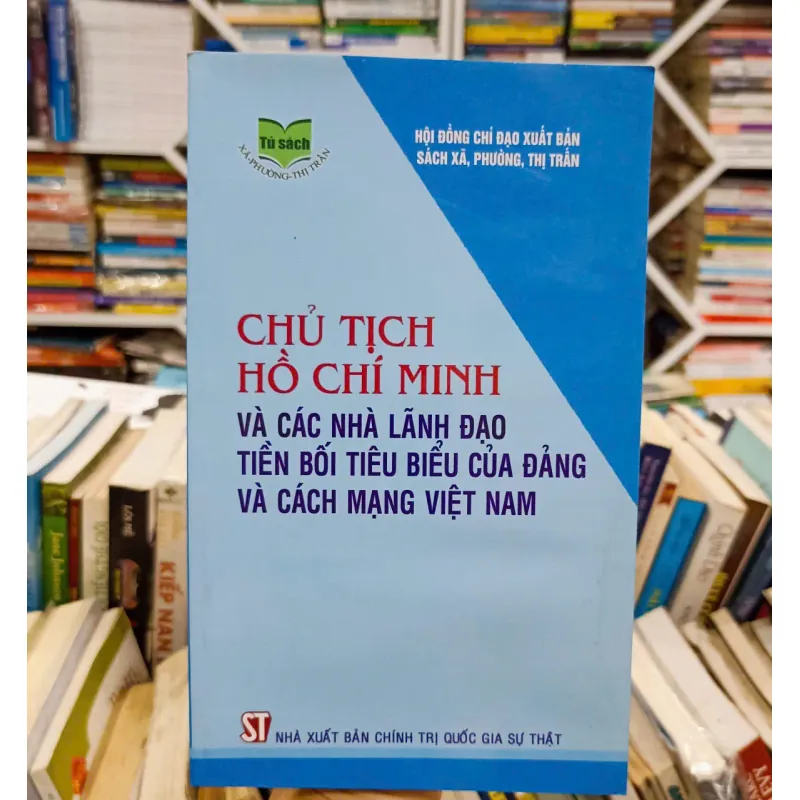 Tủ sách
XÃ-PHƯỜNG-THỊ TRẤN
HỘI ĐỒNG CHỈ ĐẠO XUẤT BẢN
SÁCH XÃ, PHƯỜNG, THỊ TRẤN
CHỦ TỊCH
HỒ CHÍ MINH
VÀ CÁC NHÀ LÃNH ĐẠO
TIỀN BỐI TIÊU BIỂU CỦA ĐẢNG
VÀ CÁCH MẠNG VIỆT NAM
ST
NHÀ XUẤT BẢN CHÍNH TRỊ QUỐC GIA SỰ THẬT
KIẾP NẠN